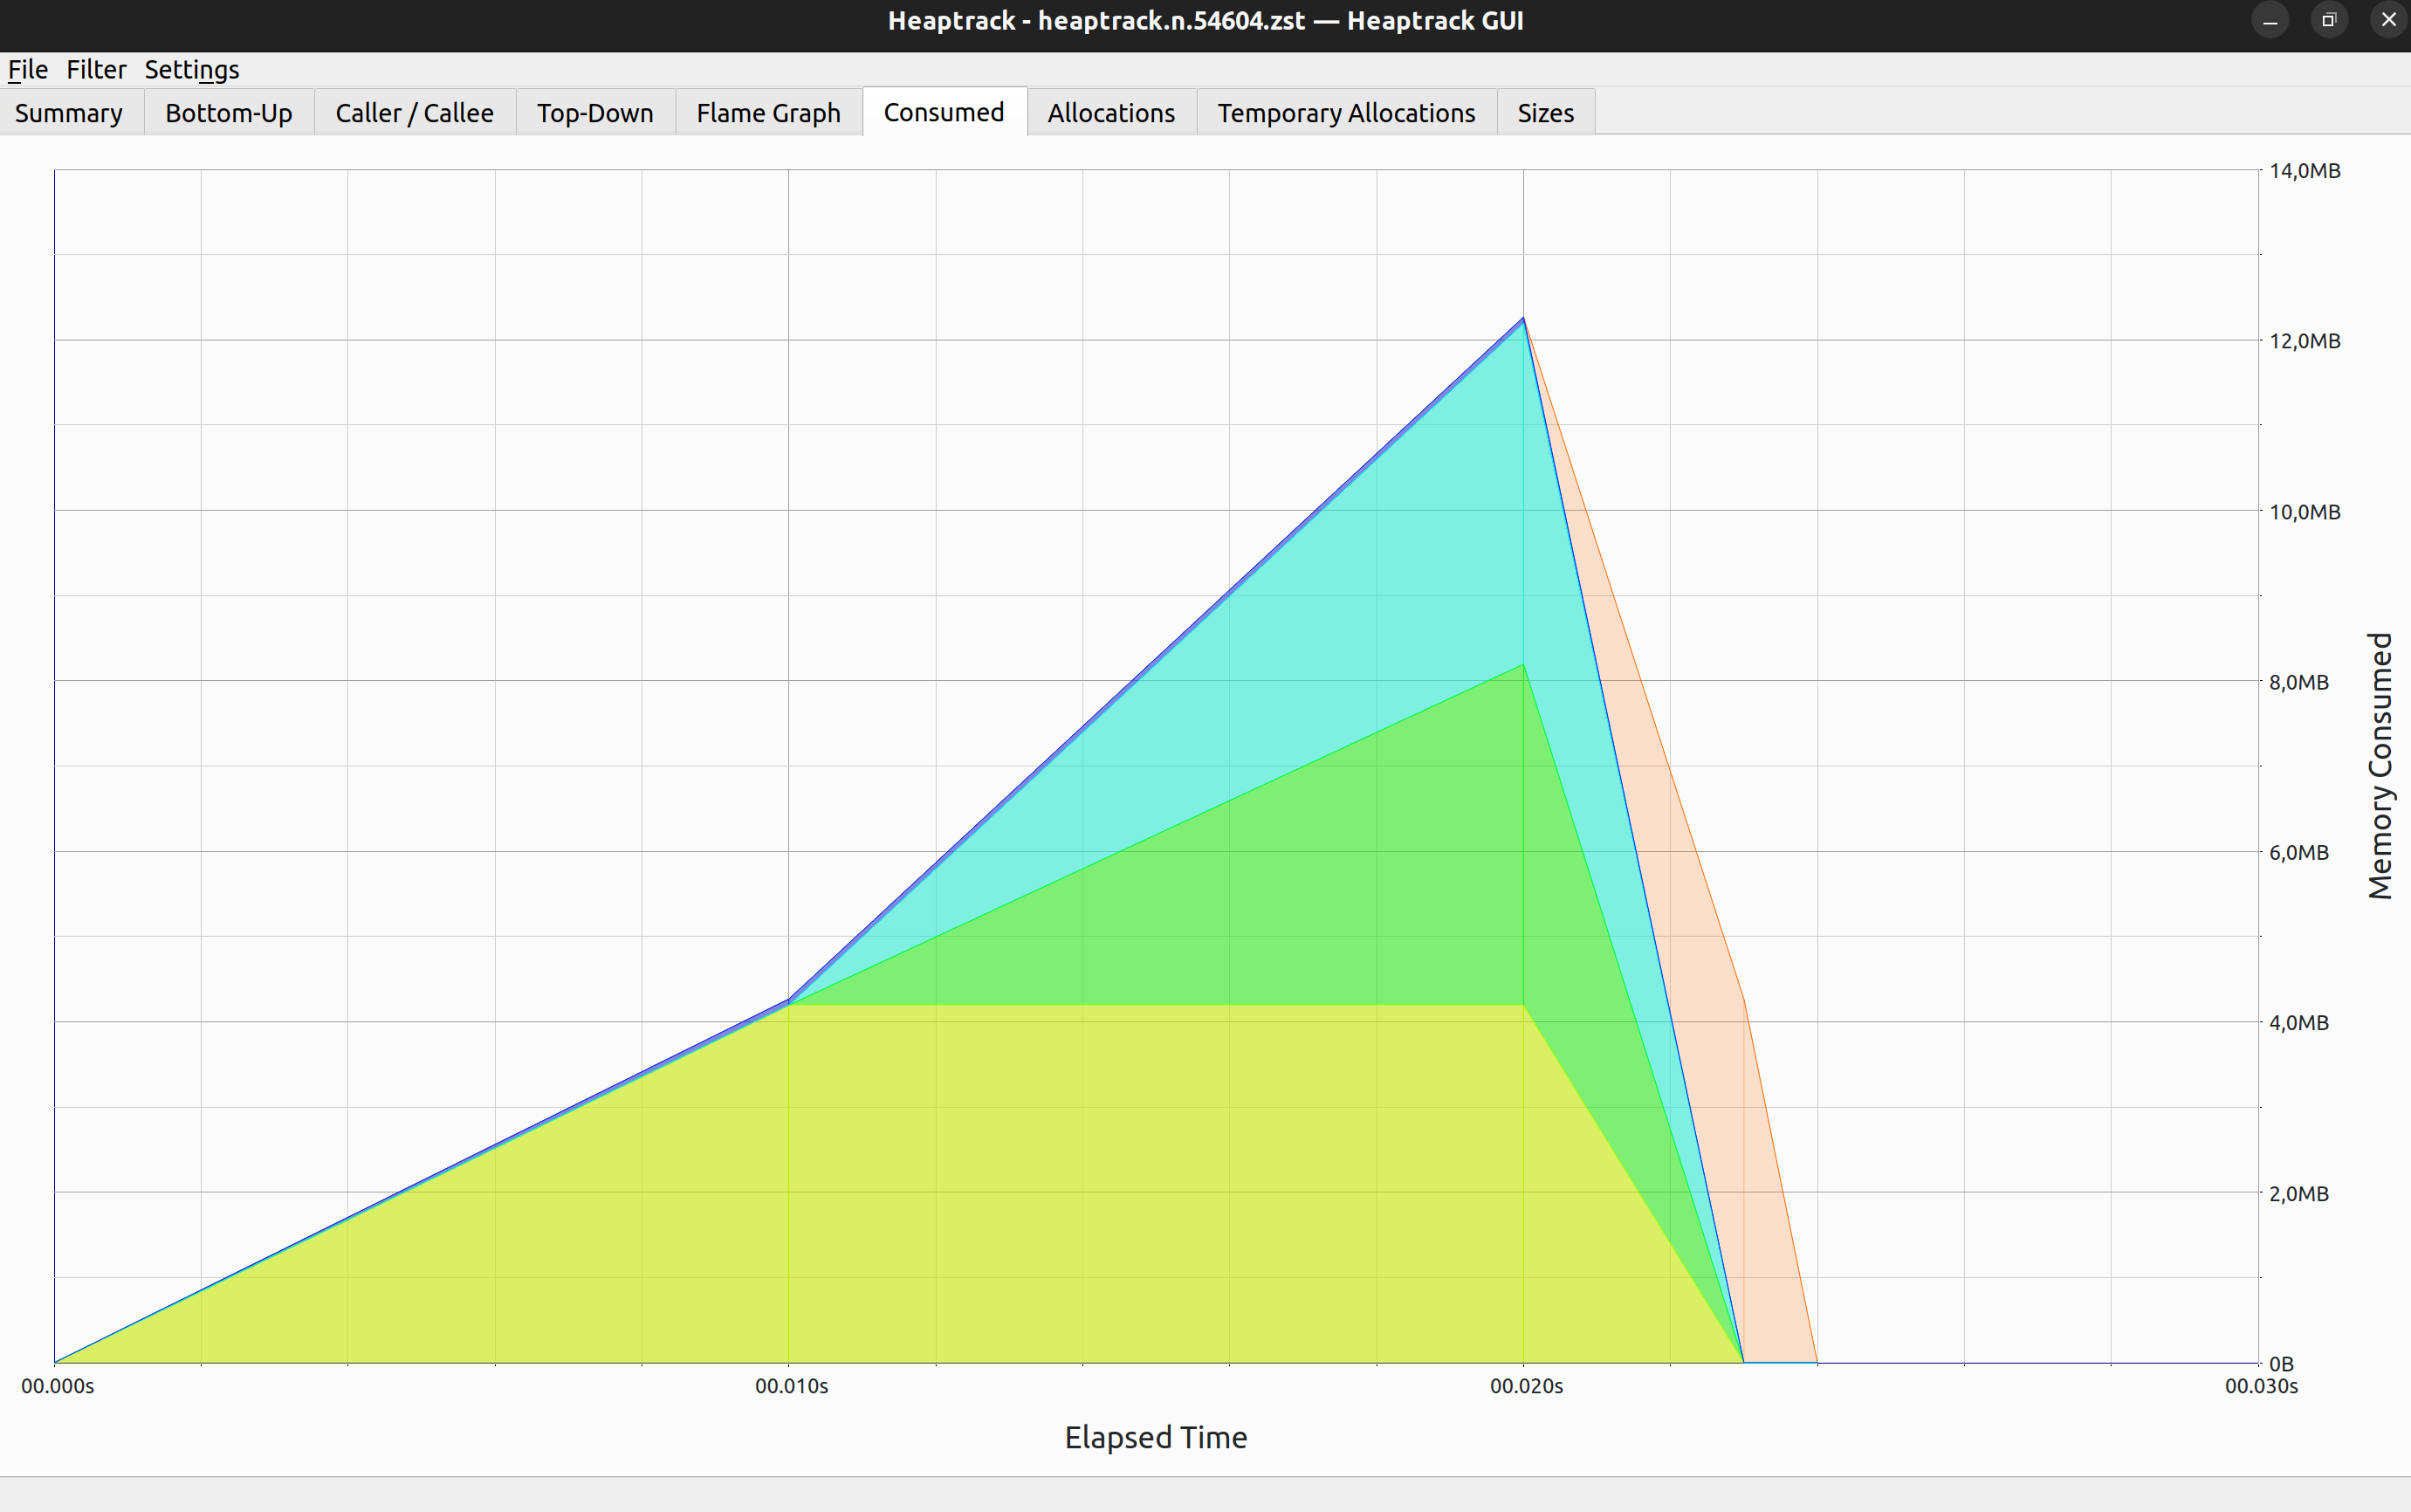 Heaptrack - heaptrack.n.54604.zst — Heaptrack GUI
File Filter Settings
Summary Bottom-Up Caller / Callee Top-Down Flame Graph Consumed Allocations Temporary Allocations Sizes
14,0MB
12,0MB
10,0MB
8,0MB
6,0MB
4,0MB
2,0MB
0B
Memory Consumed
00.000s 00.010s 00.020s 00.030s
Elapsed Time